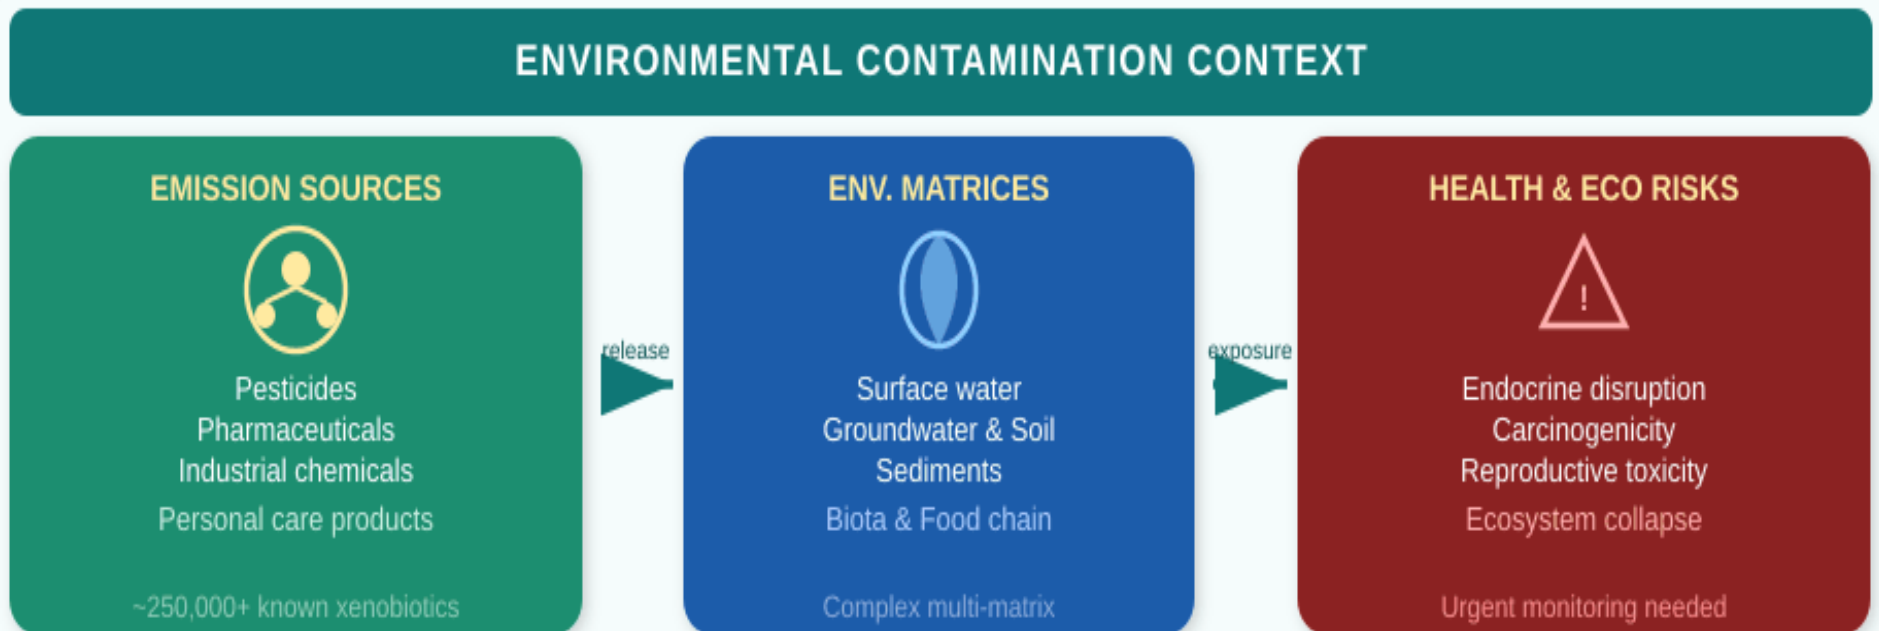 ENVIRONMENTAL CONTAMINATION CONTEXT
EMISSION SOURCES
Pesticides
Pharmaceuticals
Industrial chemicals
Personal care products
~250,000+ known xenobiotics
release
ENV. MATRICES
Surface water
Groundwater & Soil
Sediments
Biota & Food chain
Complex multi-matrix
exposure
HEALTH & ECO RISKS
!
Endocrine disruption
Carcinogenicity
Reproductive toxicity
Ecosystem collapse
Urgent monitoring needed